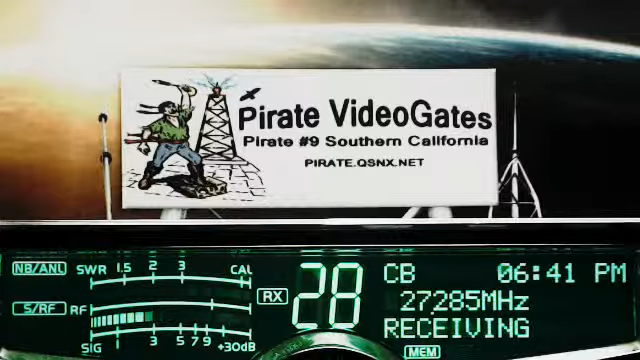 Pirate VideoGates
Pirate #9 Southern California
PIRATE.QSNX.NET
NB/ANL SWR 1.5 2 3 CAL
S/RF RF
SIG 3 5 7 9 +30dB
RX 28
CB 06:41 PM
27285MHz
RECEIVING
MEM